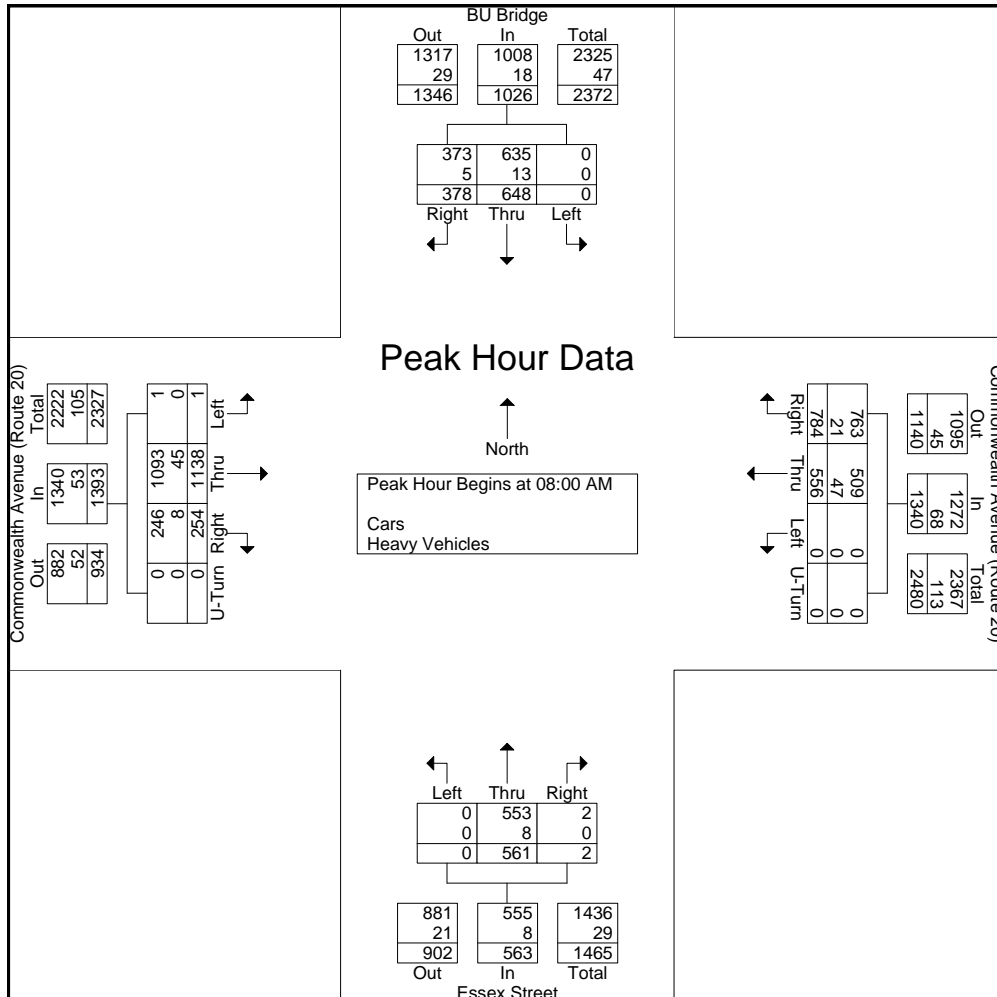 BU Bridge
Out In Total
1317 1008 2325
29 18 47
1346 1026 2372
373 635 0
5 13 0
378 648 0
Right Thru Left
Peak Hour Data
North
Peak Hour Begins at 08:00 AM
Cars
Heavy Vehicles
Commonwealth Avenue (Route 20)
Total In Out
2222 1340 882
105 53 52
2327 1393 934
1 1093 246 0
0 45 8 0
1 1138 254 0
Left Thru Right U-Turn
Commonwealth Avenue (Route 20)
Out In Total
1095 1272 2367
45 68 113
1140 1340 2480
763 509 0 0
21 47 0 0
784 556 0 0
Right Thru Left U-Turn
Left Thru Right
0 553 2
0 8 0
0 561 2
881 555 1436
21 8 29
902 563 1465
Out In Total
Essex Street